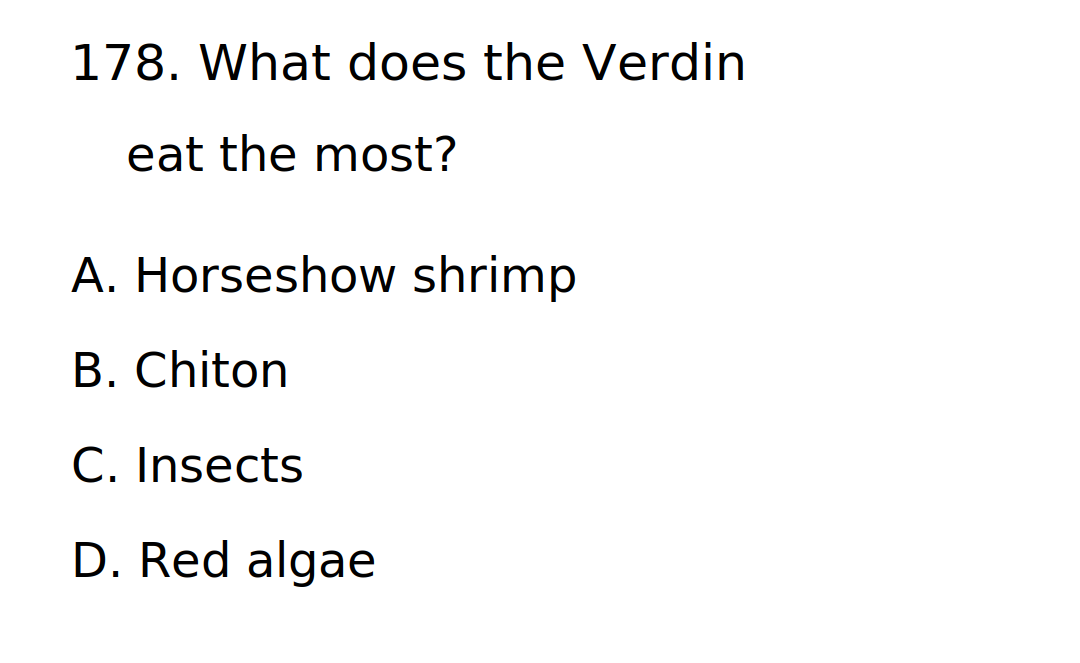 178. What does the Verdin
eat the most?
A. Horseshow shrimp
B. Chiton
C. Insects
D. Red algae